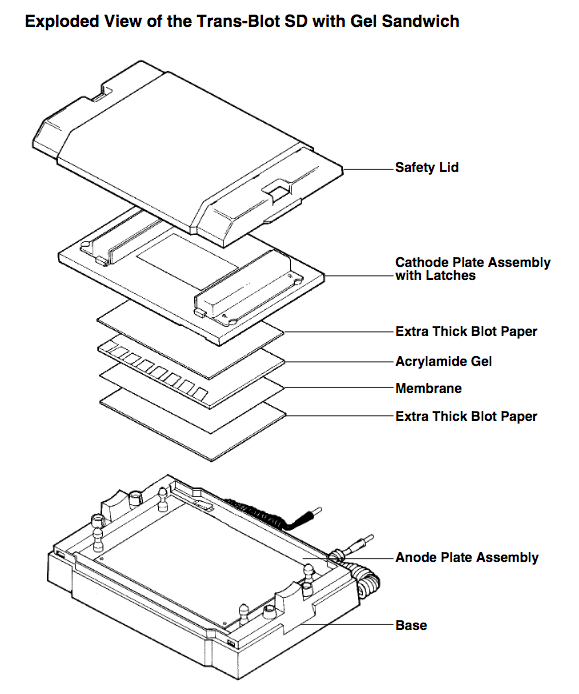 Exploded View of the Trans-Blot SD with Gel Sandwich
Safety Lid
Cathode Plate Assembly
with Latches
Extra Thick Blot Paper
Acrylamide Gel
Membrane
Extra Thick Blot Paper
Anode Plate Assembly
Base